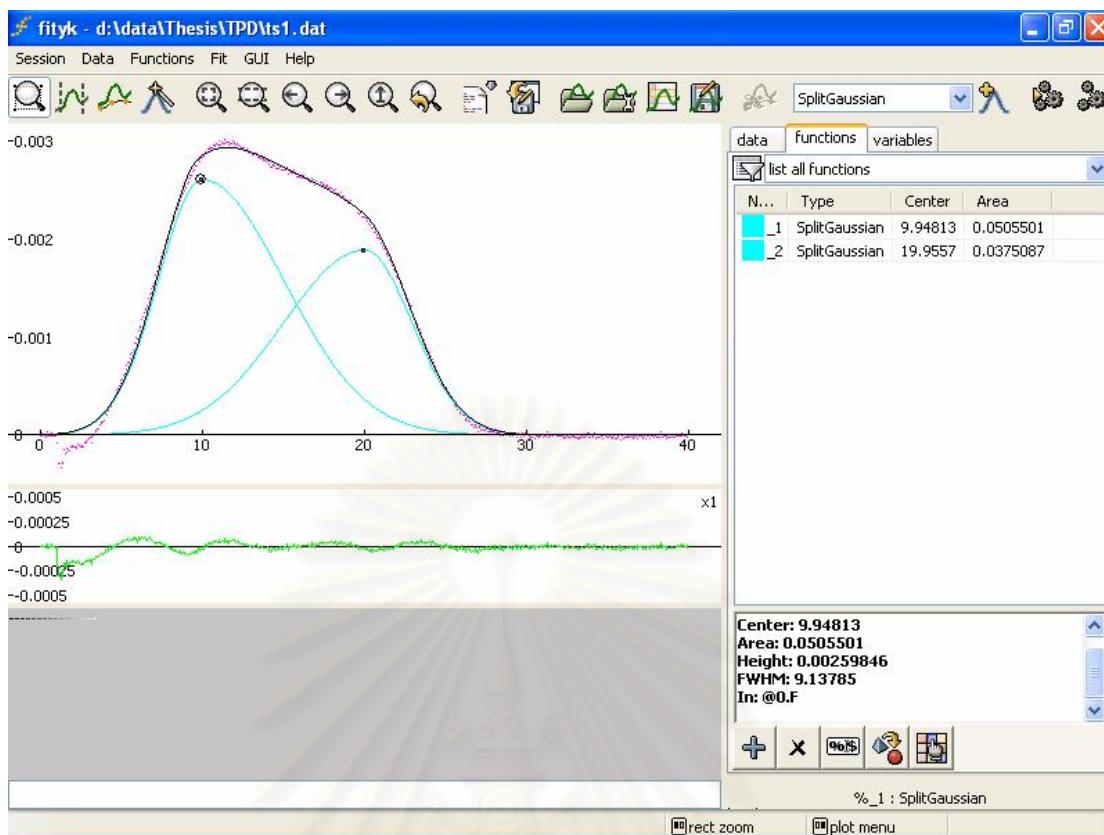 fityk - d:\data\Thesis\TPD\ts1.dat
Session Data Functions Fit GUI Help
SplitGaussian
data functions variables
list all functions
N... Type Center Area
_1 SplitGaussian 9.94813 0.0505501
_2 SplitGaussian 19.9557 0.0375087
-0.003
-0.002
-0.001
0
0 10 20 30 40
-0.0005
-0.00025
0
-0.00025
-0.0005
x1
Center: 9.94813
Area: 0.0505501
Height: 0.00259846
FWHM: 9.13785
In: @0.F
%_1 : SplitGaussian
rect zoom plot menu